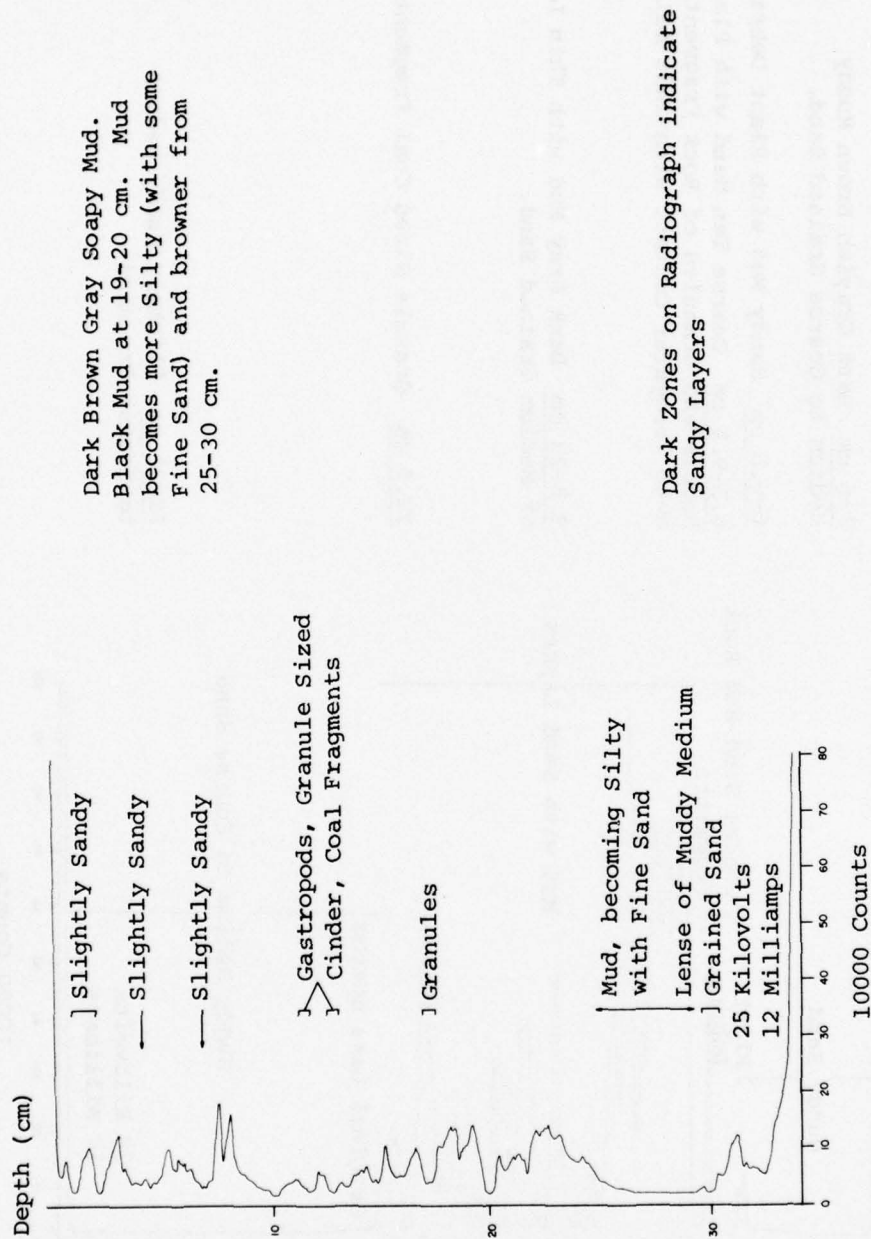 Depth (cm)
Dark Brown Gray Soapy Mud.
Black Mud at 19-20 cm. Mud
becomes more Silty (with some
Fine Sand) and browner from
25-30 cm.
] Slightly Sandy
Slightly Sandy
Slightly Sandy
Gastropods, Granule Sized
Cinder, Coal Fragments
] Granules
Mud, becoming Silty
with Fine Sand
Lense of Muddy Medium
] Grained Sand
25 Kilovolts
12 Milliamps
Dark Zones on Radiograph indicate
Sandy Layers
10
20
30
0
10
20
30
40
50
60
70
80
10000 Counts